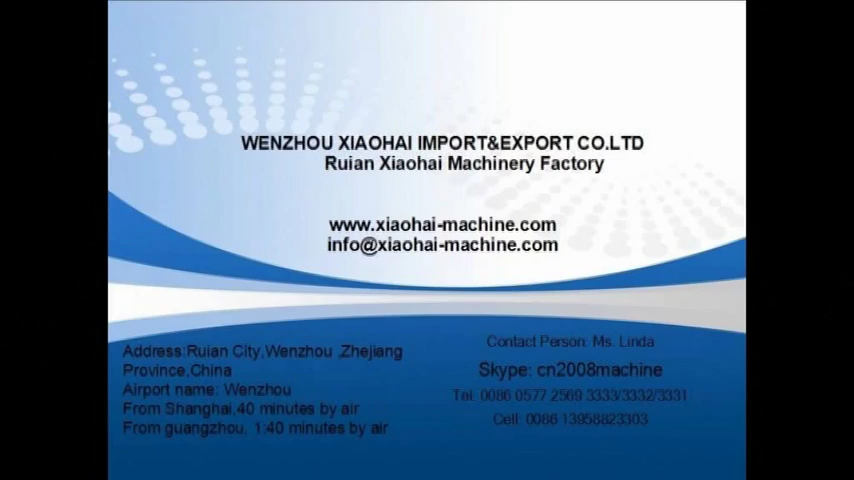 WENZHOU XIAOHAI IMPORT&EXPORT CO.LTD
Ruian Xiaohai Machinery Factory
www.xiaohai-machine.com
info@xiaohai-machine.com
Address:Ruian City,Wenzhou ,Zhejiang
Province,China
Airport name: Wenzhou
From Shanghai,40 minutes by air
From guangzhou, 1:40 minutes by air
Contact Person: Ms. Linda
Skype: cn2008machine
Tel: 0086 0577 2569 3333/3332/3331
Cell: 0086 13958823303